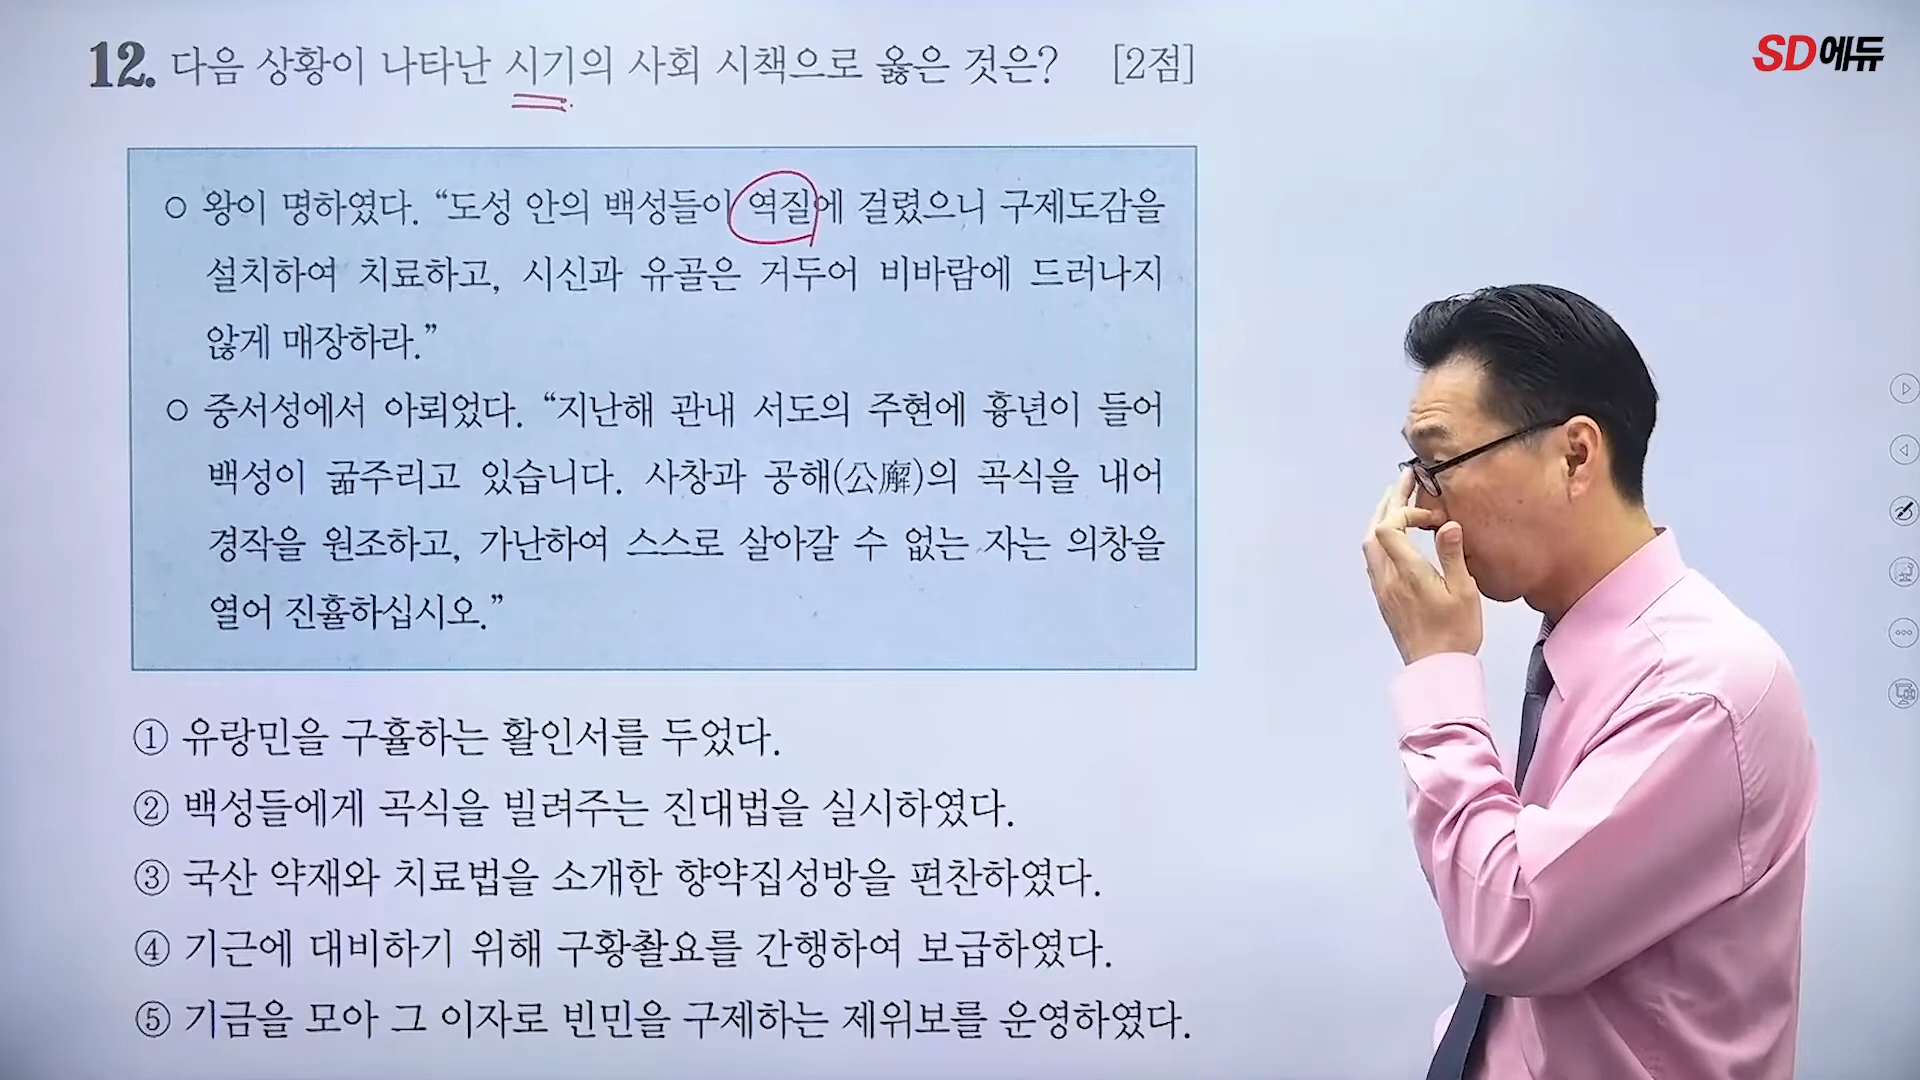 12. 다음 상황이 나타난 시기의 사회 시책으로 옳은 것은? [2점]
SD에듀
○ 왕이 명하였다. “도성 안의 백성들이 역질에 걸렸으니 구제도감을
설치하여 치료하고, 시신과 유골은 거두어 비바람에 드러나지
않게 매장하라.”
○ 중서성에서 아뢰었다. “지난해 관내 서도의 주현에 흉년이 들어
백성이 굶주리고 있습니다. 사창과 공해(公廨)의 곡식을 내어
경작을 원조하고, 가난하여 스스로 살아갈 수 없는 자는 의창을
열어 진휼하십시오.”
① 유랑민을 구휼하는 활인서를 두었다.
② 백성들에게 곡식을 빌려주는 진대법을 실시하였다.
③ 국산 약재와 치료법을 소개한 향약집성방을 편찬하였다.
④ 기근에 대비하기 위해 구황촬요를 간행하여 보급하였다.
⑤ 기금을 모아 그 이자로 빈민을 구제하는 제위보를 운영하였다.